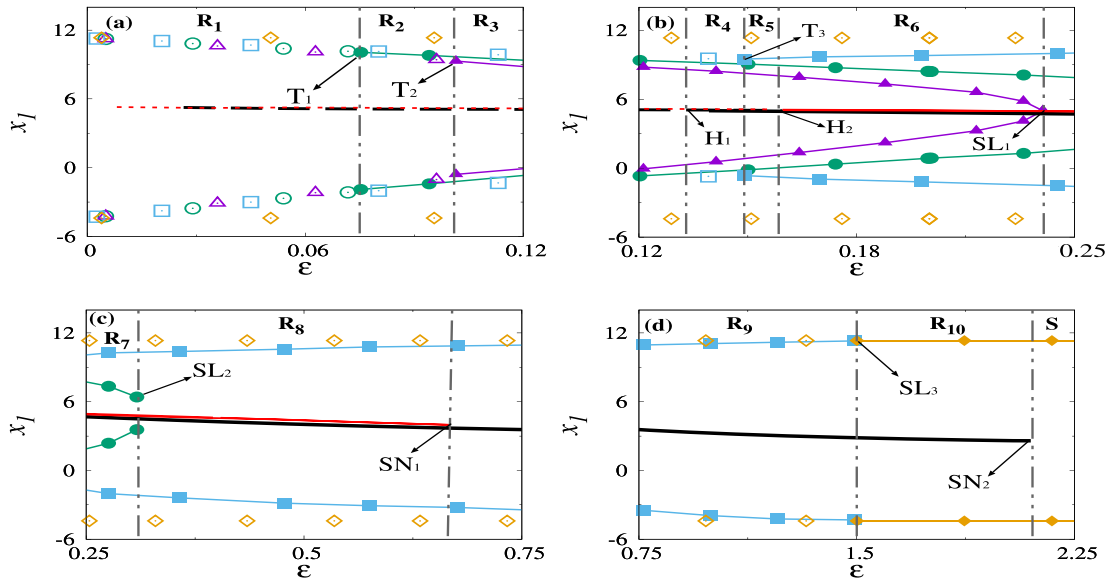 (a) R1 R2 R3
12
6
0
-6
x1
T1
T2
0 0.06 0.12
ε
(b) R4 R5 R6
12
6
0
-6
x1
T3
H1
H2
SL1
0.12 0.18 0.25
ε
(c) R7 R8
12
6
0
-6
x1
SL2
SN1
0.25 0.5 0.75
ε
(d) R9 R10 S
12
6
0
-6
x1
SL3
SN2
0.75 1.5 2.25
ε